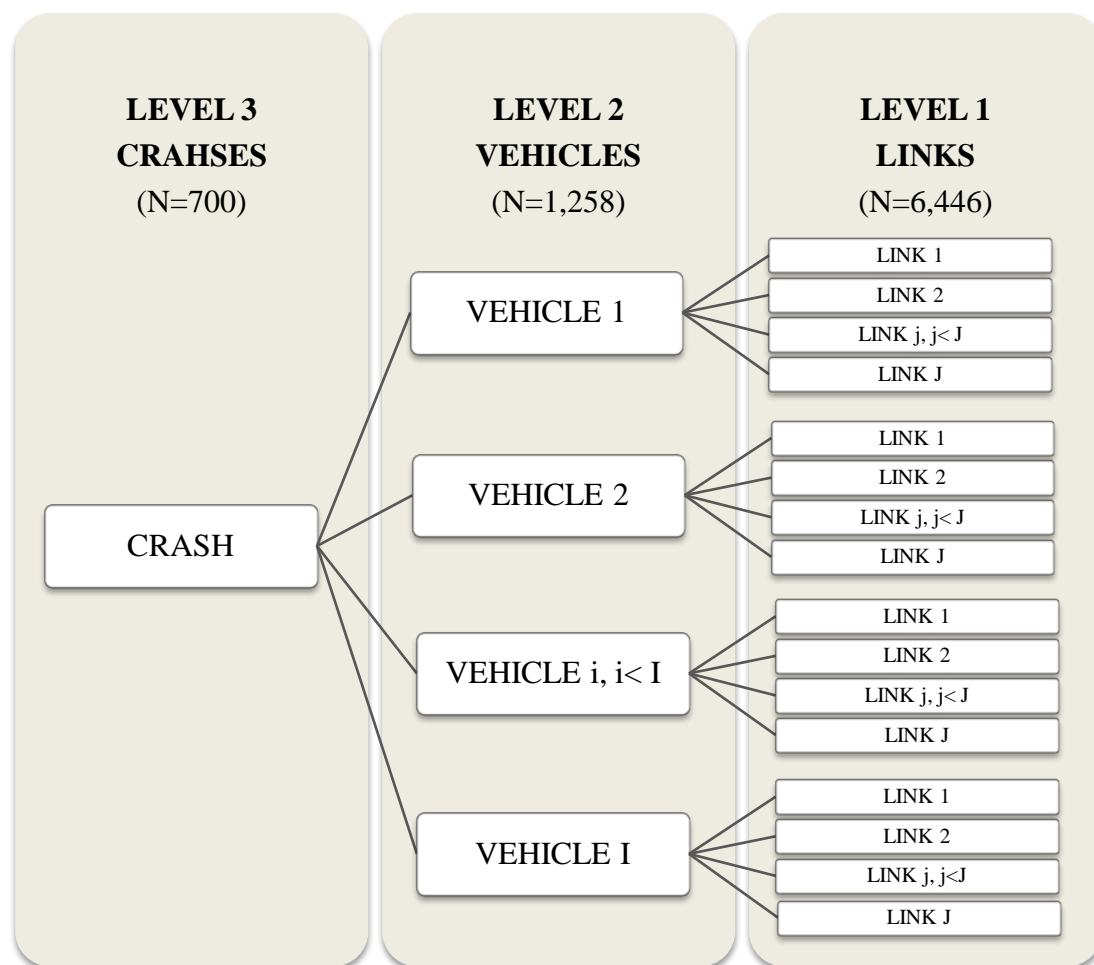 LEVEL 3
CRAHSES
(N=700)
CRASH
LEVEL 2
VEHICLES
(N=1,258)
VEHICLE 1
VEHICLE 2
VEHICLE i, i< I
VEHICLE I
LEVEL 1
LINKS
(N=6,446)
LINK 1
LINK 2
LINK j, j< J
LINK J
LINK 1
LINK 2
LINK j, j< J
LINK J
LINK 1
LINK 2
LINK j, j< J
LINK J
LINK 1
LINK 2
LINK j, j<J
LINK J